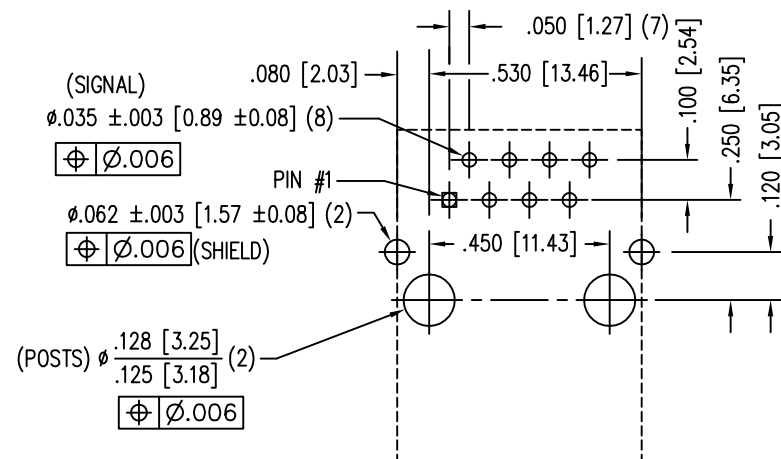 .050 [1.27] (7)
.080 [2.03]
.530 [13.46]
.100 [2.54]
.250 [6.35]
.120 [3.05]
(SIGNAL)
ø.035 ±.003 [0.89 ±0.08] (8)
⌖ Ø.006
PIN #1
ø.062 ±.003 [1.57 ±0.08] (2)
⌖ Ø.006 (SHIELD)
.450 [11.43]
.128 [3.25]
(POSTS) ø (2)
.125 [3.18]
⌖ Ø.006